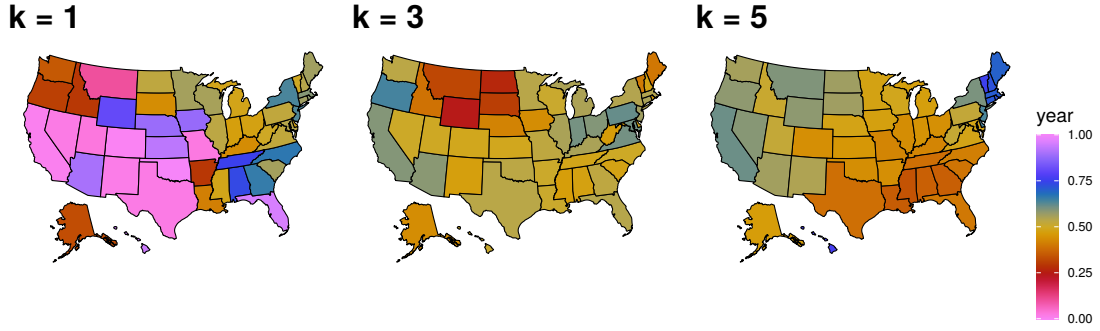 k = 1
k = 3
k = 5
year
1.00
0.75
0.50
0.25
0.00